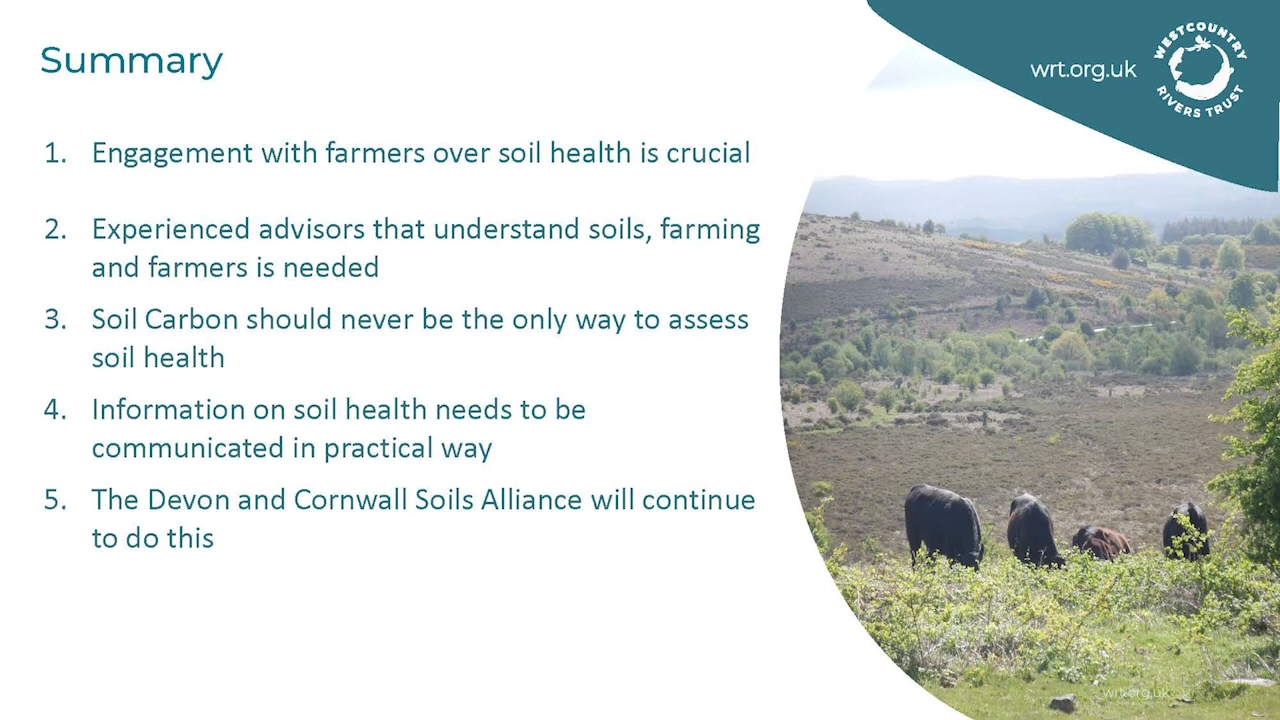 Summary
wrt.org.uk
WESTCOUNTRY
RIVERS TRUST
1. Engagement with farmers over soil health is crucial
2. Experienced advisors that understand soils, farming
and farmers is needed
3. Soil Carbon should never be the only way to assess
soil health
4. Information on soil health needs to be
communicated in practical way
5. The Devon and Cornwall Soils Alliance will continue
to do this
wrt.org.uk